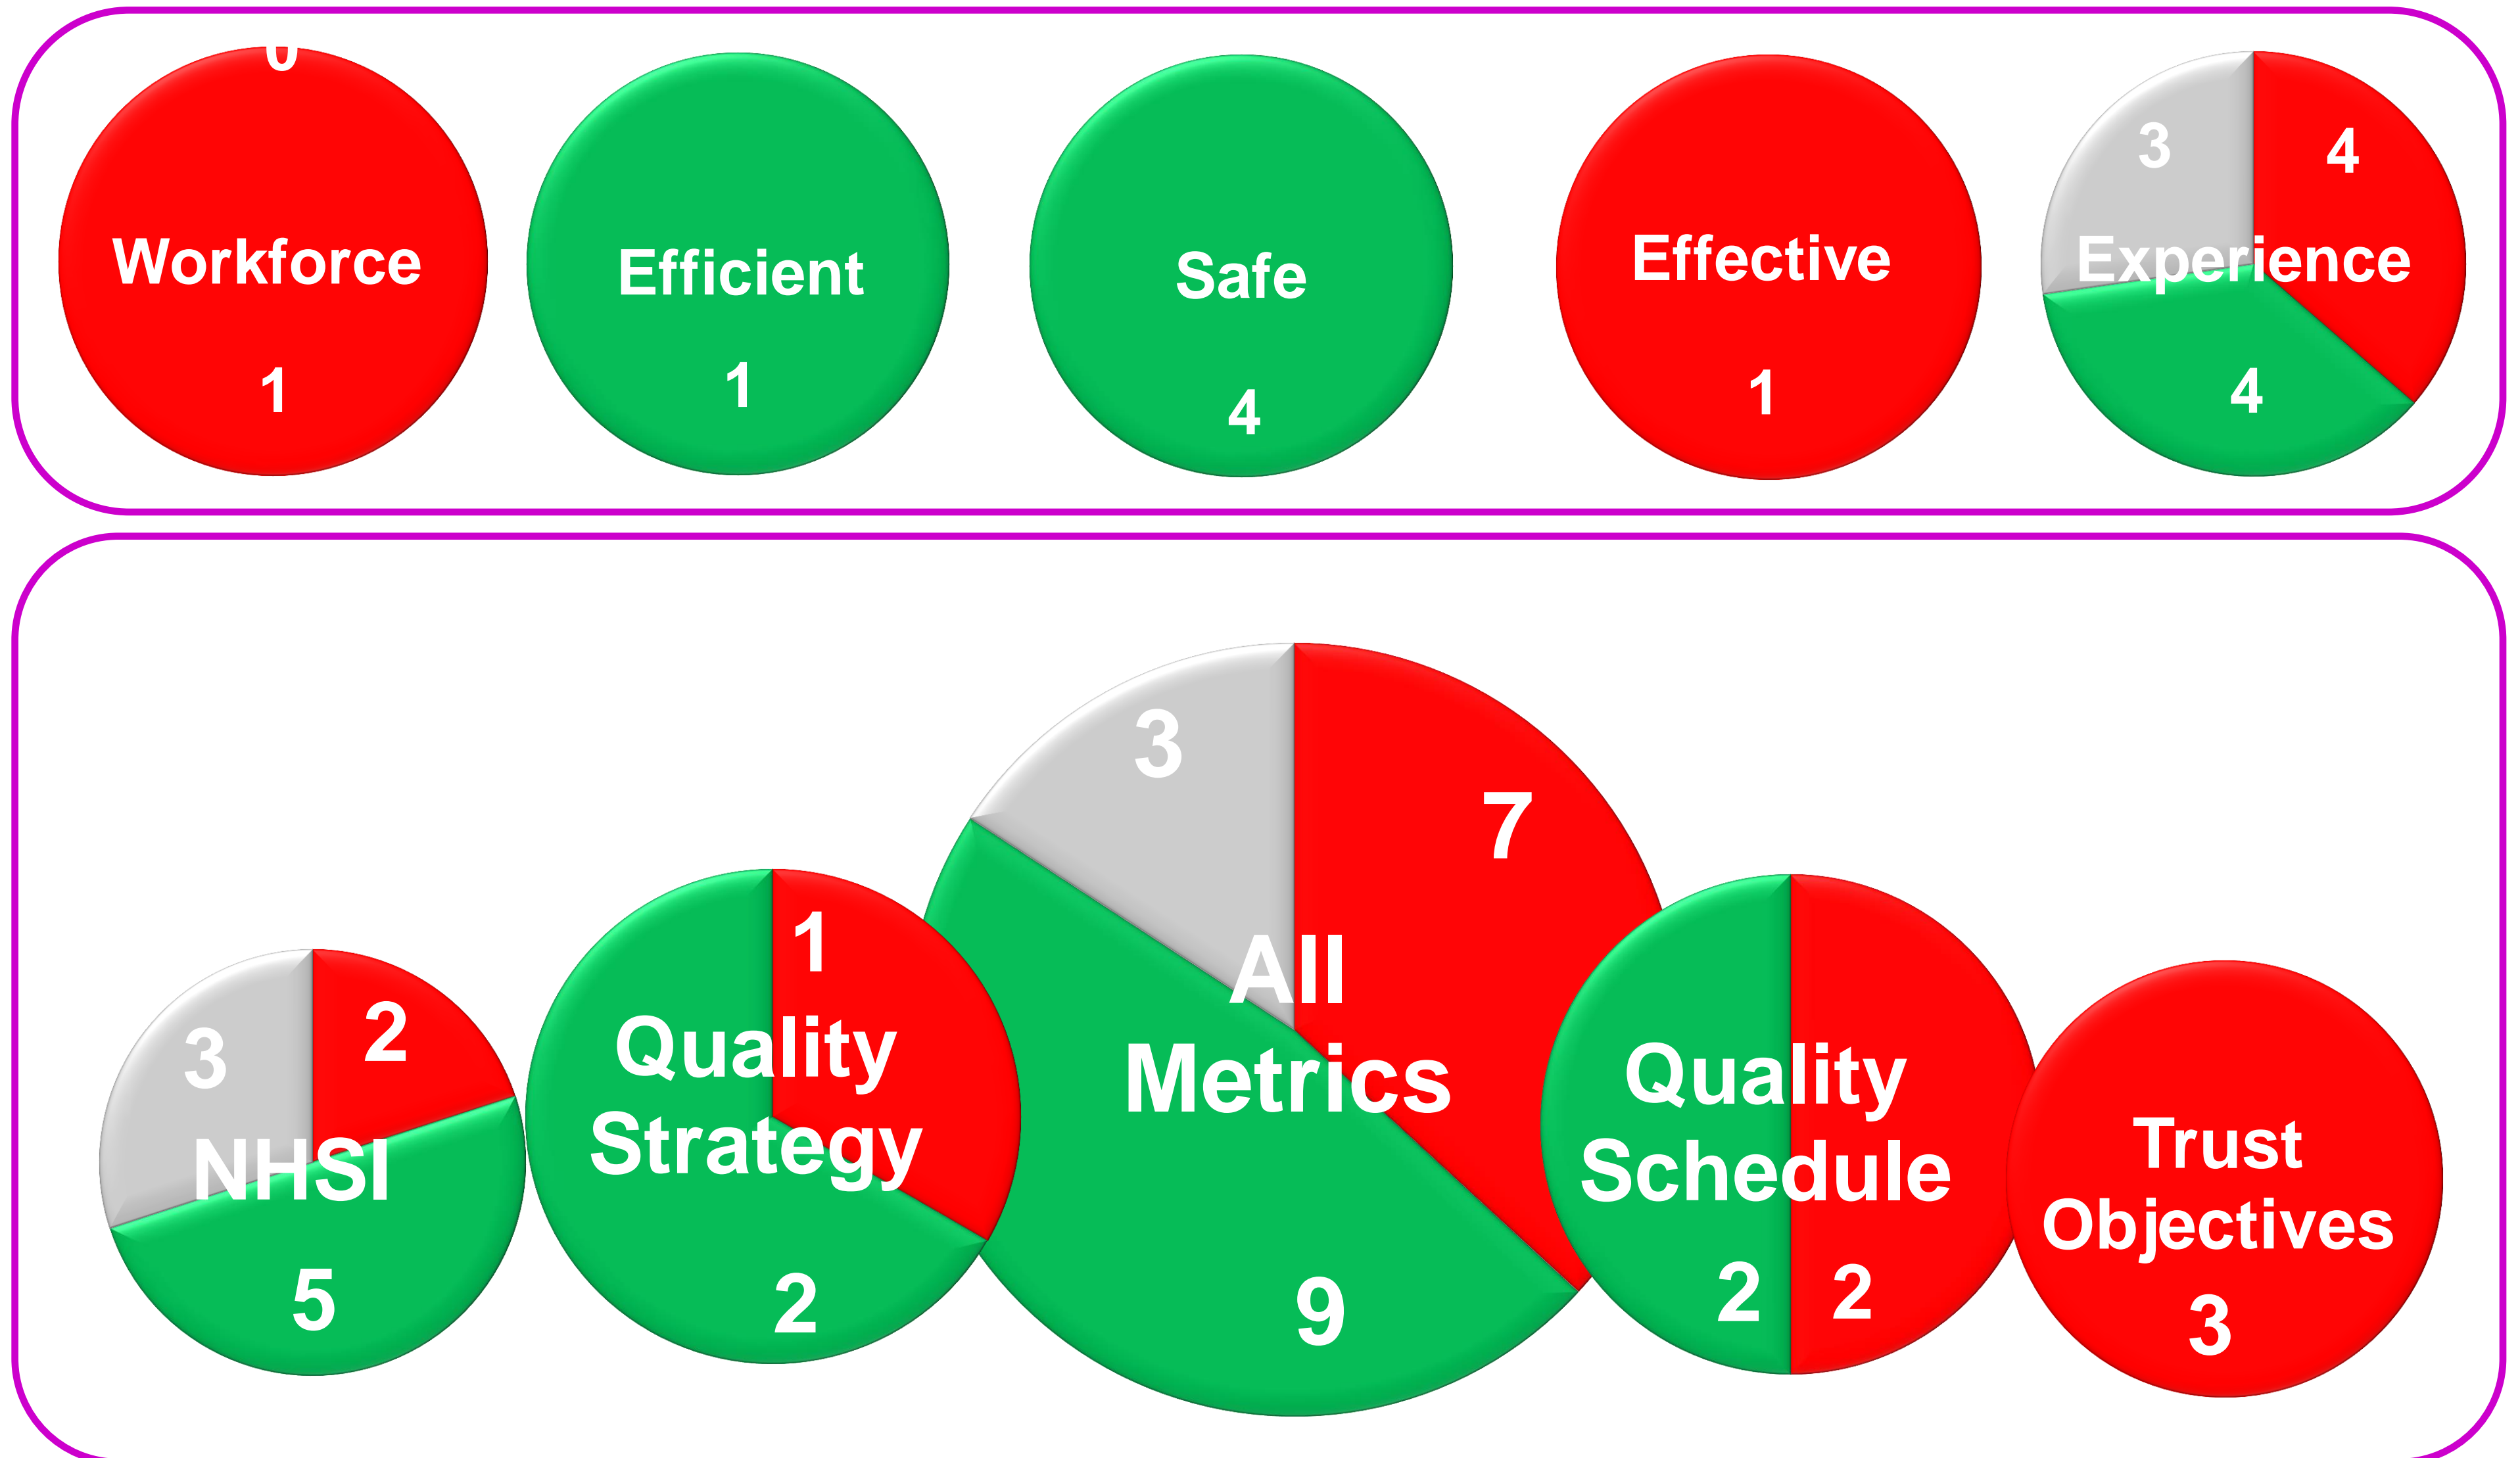 0
Workforce
1
Efficient
1
Safe
4
Effective
1
3
4
Experience
4
3
2
NHSI
5
1
Quality
Strategy
2
3
7
All
Metrics
9
Quality
Schedule
2 2
Trust
Objectives
3